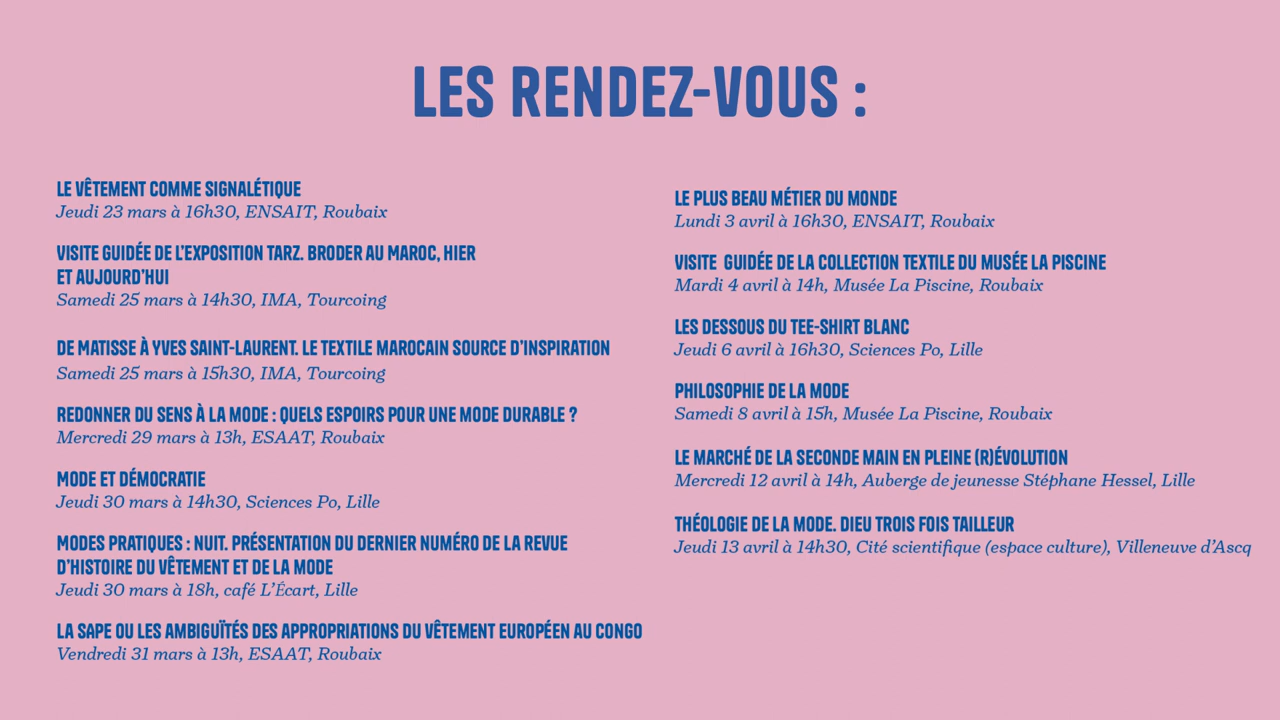 LES RENDEZ-VOUS :
LE VÊTEMENT COMME SIGNALÉTIQUE
Jeudi 23 mars à 16h30, ENSAIT, Roubaix
VISITE GUIDÉE DE L'EXPOSITION TARZ. BRODER AU MAROC, HIER
ET AUJOURD'HUI
Samedi 25 mars à 14h30, IMA, Tourcoing
DE MATISSE À YVES SAINT-LAURENT. LE TEXTILE MAROCAIN SOURCE D'INSPIRATION
Samedi 25 mars à 15h30, IMA, Tourcoing
REDONNER DU SENS À LA MODE : QUELS ESPOIRS POUR UNE MODE DURABLE ?
Mercredi 29 mars à 13h, ESAAT, Roubaix
MODE ET DÉMOCRATIE
Jeudi 30 mars à 14h30, Sciences Po, Lille
MODES PRATIQUES : NUIT. PRÉSENTATION DU DERNIER NUMÉRO DE LA REVUE
D'HISTOIRE DU VÊTEMENT ET DE LA MODE
Jeudi 30 mars à 18h, café L'Écart, Lille
LA SAPE OU LES AMBIGUÏTÉS DES APPROPRIATIONS DU VÊTEMENT EUROPÉEN AU CONGO
Vendredi 31 mars à 13h, ESAAT, Roubaix
LE PLUS BEAU MÉTIER DU MONDE
Lundi 3 avril à 16h30, ENSAIT, Roubaix
VISITE GUIDÉE DE LA COLLECTION TEXTILE DU MUSÉE LA PISCINE
Mardi 4 avril à 14h, Musée La Piscine, Roubaix
LES DESSOUS DU TEE-SHIRT BLANC
Jeudi 6 avril à 16h30, Sciences Po, Lille
PHILOSOPHIE DE LA MODE
Samedi 8 avril à 15h, Musée La Piscine, Roubaix
LE MARCHÉ DE LA SECONDE MAIN EN PLEINE (R)ÉVOLUTION
Mercredi 12 avril à 14h, Auberge de jeunesse Stéphane Hessel, Lille
THÉOLOGIE DE LA MODE. DIEU TROIS FOIS TAILLEUR
Jeudi 13 avril à 14h30, Cité scientifique (espace culture), Villeneuve d'Ascq